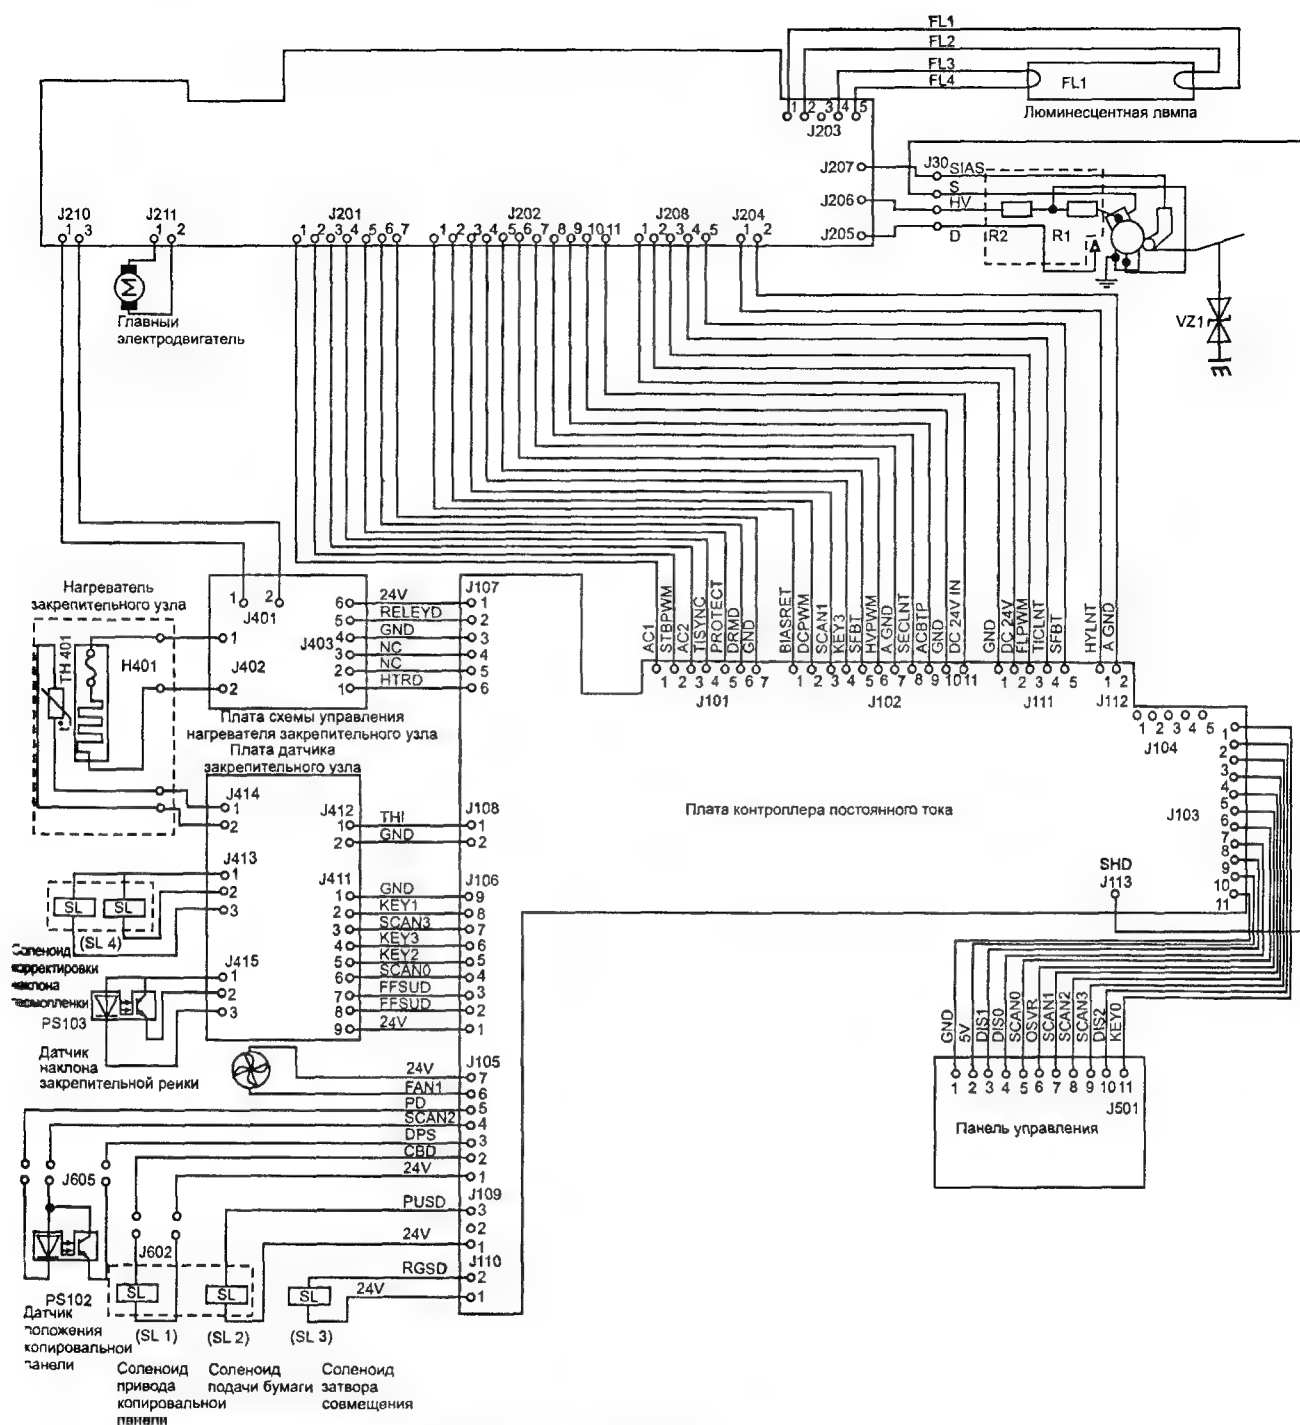 FL1
FL2
FL3
FL4
FL1
Люминесцентная лампа
1 2 3 4 5
J203
J207
J30
SIAS
S
J206
HV
J205
D
R2
R1
VZ1
J210
1 3
J211
1 2
J201
1 2 3 4 5 6 7
J202
1 2 3 4 5 6 7 8 9 10 11
J208
1 2 3 4 5
J204
1 2
M
Главный
электродвигатель
Нагреватель
закрепительного узла
TH 401
H401
1 2
J401
1
J402
2
6
5
4
J403
3
2
1
24V
RELEYD
GND
NC
NC
HTRD
J107
1
2
3
4
5
6
Плата схемы управления
нагревателя закрепительного узла
Плата датчика
закрепительного узла
AC1
STBPWM
AC2
TISYNC
PROTECT
DRMD
GND
1 2 3 4 5 6 7
J101
BIASRET
DCPWM
SCAN1
KEY3
SFBT
HVPWM
A GND
SECLNT
ACBTP
GND
DC 24V IN
1 2 3 4 5 6 7 8 9 10 11
J102
GND
DC 24V
FLPWM
TICLNT
SFBT
1 2 3 4 5
J111
HYLNT
A GND
1 2
J112
1 2 3 4 5
J104
1
2
3
4
5
6
7
8
9
10
11
J103
Плата контроллера постоянного тока
SHD
J113
J414
1
2
J412
1
2
THI
GND
J108
1
2
J413
1
2
3
SL
SL
(SL 4)
Соленоид
корректировки
наклона
термопленки
J411
1
2
3
4
5
6
7
8
9
GND
KEY1
SCAN3
KEY3
KEY2
SCAN0
FFSUD
FFSUD
24V
J106
9
8
7
6
5
4
3
2
1
J415
1
2
3
PS103
Датчик
наклона
закрепительной рейки
24V
FAN1
PD
SCAN2
DPS
CBD
24V
J105
7
6
5
4
3
2
1
J605
J602
PUSD
24V
J109
3
2
1
RGSD
24V
J110
2
1
SL
SL
SL
PS102
Датчик
положения
копировальной
панели
(SL 1)
(SL 2)
(SL 3)
Соленоид
привода
копировальной
панели
Соленоид
подачи бумаги
Соленоид
затвора
совмещения
GND
5V
DIS1
DIS0
SCAN0
OSVR
SCAN1
SCAN2
SCAN3
DIS2
KEY0
1 2 3 4 5 6 7 8 9 10 11
J501
Панель управления